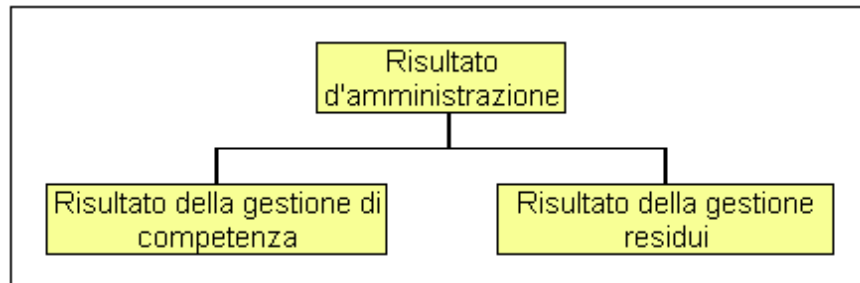 Risultato
d'amministrazione
Risultato della gestione di
competenza
Risultato della gestione
residui